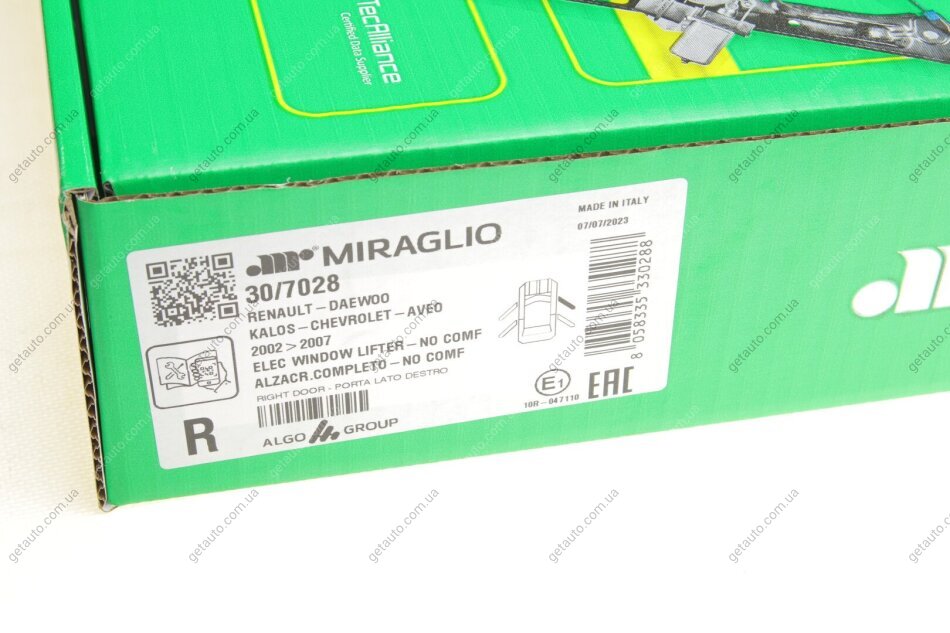 TecAlliance
Certified Data Supplier
MIRAGLIO
MADE IN ITALY
07/07/2023
30/7028
RENAULT-DAEWOO
KALOS-CHEVROLET-AVEO
2002>2007
ELEC WINDOW LIFTER-NO COMF
ALZACR.COMPLETO-NO COMF
RIGHT DOOR - PORTA LATO DESTRO
R
ALGO GROUP
8 058335 330288
E1
10R-047110
EAC
getauto.com.ua